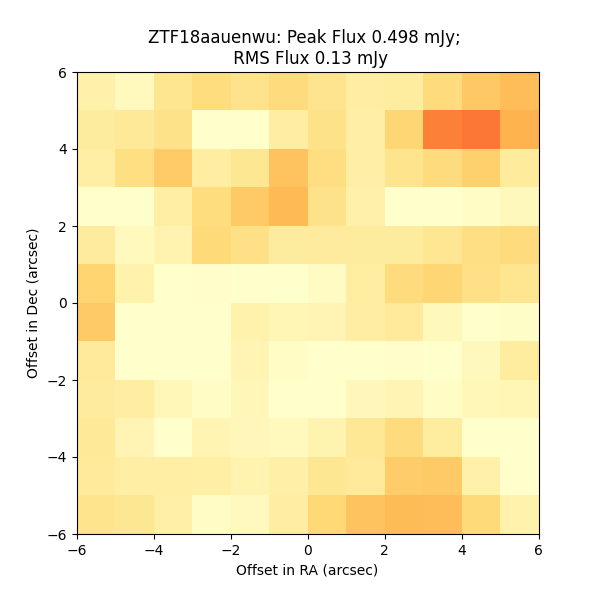 ZTF18aauenwu: Peak Flux 0.498 mJy;
RMS Flux 0.13 mJy
6
4
2
0
−2
−4
−6
Offset in Dec (arcsec)
−6 −4 −2 0 2 4 6
Offset in RA (arcsec)